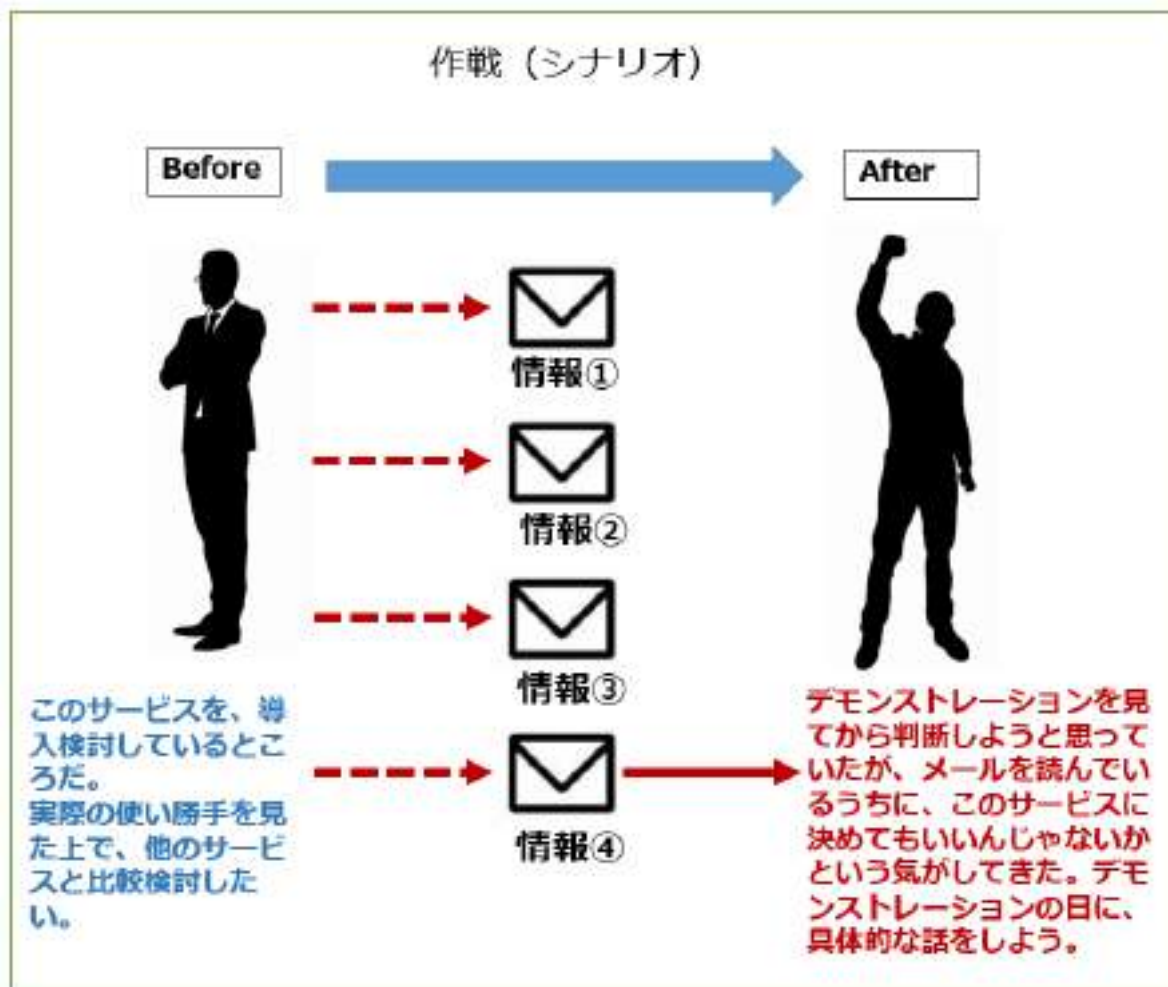 作戦（シナリオ）
Before
After
情報①
情報②
情報③
情報④
このサービスを、導
入検討しているとこ
ろだ。
実際の使い勝手を見
た上で、他のサービ
スと比較検討した
い。
デモンストレーションを見
てから判断しようと思って
いたが、メールを読んでい
るうちに、このサービスに
決めてもいいんじゃないか
という気がしてきた。デモ
ンストレーションの日に、
具体的な話をしよう。